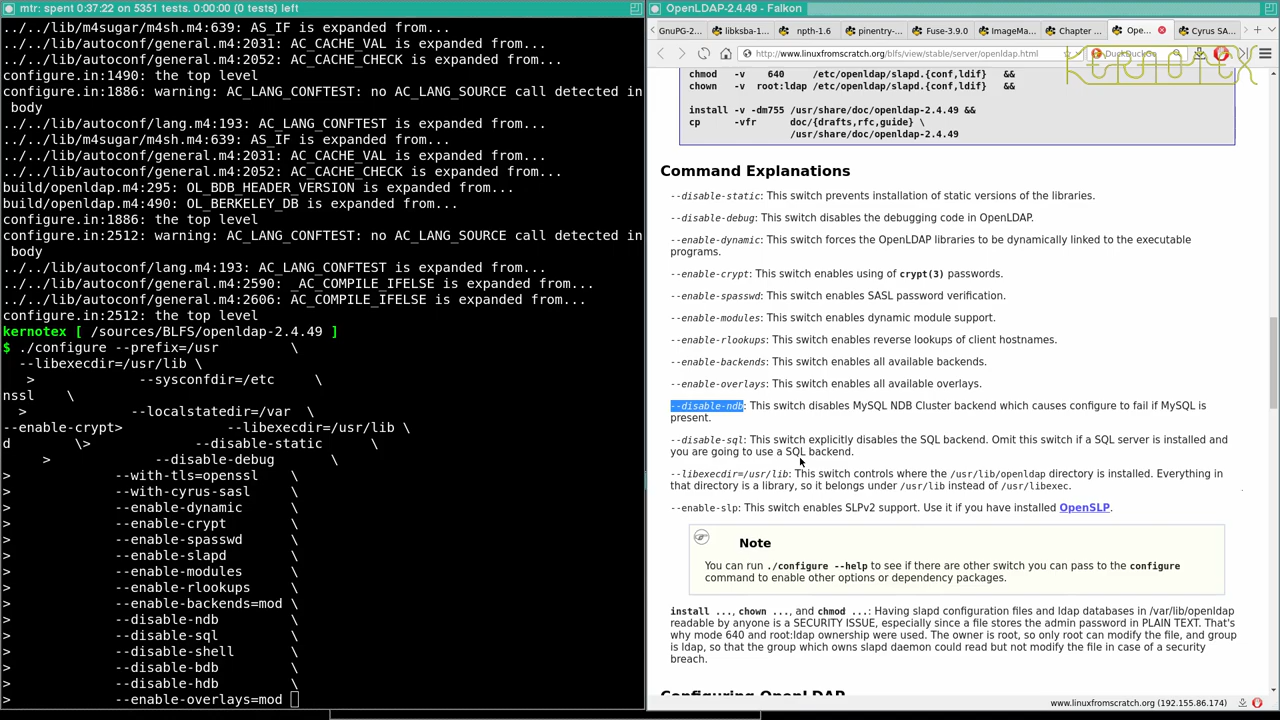 mtr: spent 0:37:22 am on 5351 tests. 0:00:00 (0 tests) left
../../lib/m4sugar/m4sh.m4:639: AS_IF is expanded from...
../../lib/autoconf/general.m4:2031: AC_CACHE_VAL is expanded from...
../../lib/autoconf/general.m4:2052: AC_CACHE_CHECK is expanded from...
configure.in:1490: the top level
configure.in:1886: warning: AC_LANG_CONFTEST: no AC_LANG_SOURCE call detected in
body
../../lib/autoconf/lang.m4:193: AC_LANG_CONFTEST is expanded from...
../../lib/m4sugar/m4sh.m4:639: AS_IF is expanded from...
../../lib/autoconf/general.m4:2031: AC_CACHE_VAL is expanded from...
../../lib/autoconf/general.m4:2052: AC_CACHE_CHECK is expanded from...
build/openldap.m4:295: OL_BDB_HEADER_VERSION is expanded from...
build/openldap.m4:490: OL_BERKELEY_DB is expanded from...
configure.in:1886: the top level
configure.in:2512: warning: AC_LANG_CONFTEST: no AC_LANG_SOURCE call detected in
body
../../lib/autoconf/lang.m4:193: AC_LANG_CONFTEST is expanded from...
../../lib/autoconf/general.m4:2590: _AC_COMPILE_IFELSE is expanded from...
../../lib/autoconf/general.m4:2606: AC_COMPILE_IFELSE is expanded from...
configure.in:2512: the top level
kernotex [ /sources/BLFS/openldap-2.4.49 ]
$ ./configure --prefix=/usr \
--libexecdir=/usr/lib \
> --sysconfdir=/etc \
nssl \
> --localstatedir=/var \
--enable-crypt> --libexecdir=/usr/lib \
d \> --disable-static \
> --disable-debug \
> --with-tls=openssl \
> --with-cyrus-sasl \
> --enable-dynamic \
> --enable-crypt \
> --enable-spasswd \
> --enable-slapd \
> --enable-modules \
> --enable-rlookups \
> --enable-backends=mod \
> --disable-ndb \
> --disable-sql \
> --disable-shell \
> --disable-bdb \
> --disable-hdb \
> --enable-overlays=mod
OpenLDAP-2.4.49 - Falkon
GnuPG-2... libksba-1... npth-1.6 pinentry-... Fuse-3.9.0 ImageMa... Chapter ... Ope... Cyrus SA...
http://www.linuxfromscratch.org/blfs/view/stable/server/openldap.html DuckDuckGo
KERNOTEX
chmod -v 640 /etc/openldap/slapd.{conf,ldif} &&
chown -v root:ldap /etc/openldap/slapd.{conf,ldif} &&
install -v -dm755 /usr/share/doc/openldap-2.4.49 &&
cp -vfr doc/{drafts,rfc,guide} \
/usr/share/doc/openldap-2.4.49
Command Explanations
--disable-static: This switch prevents installation of static versions of the libraries.
--disable-debug: This switch disables the debugging code in OpenLDAP.
--enable-dynamic: This switch forces the OpenLDAP libraries to be dynamically linked to the executable
programs.
--enable-crypt: This switch enables using of crypt(3) passwords.
--enable-spasswd: This switch enables SASL password verification.
--enable-modules: This switch enables dynamic module support.
--enable-rlookups: This switch enables reverse lookups of client hostnames.
--enable-backends: This switch enables all available backends.
--enable-overlays: This switch enables all available overlays.
--disable-ndb: This switch disables MySQL NDB Cluster backend which causes configure to fail if MySQL is
present.
--disable-sql: This switch explicitly disables the SQL backend. Omit this switch if a SQL server is installed and
you are going to use a SQL backend.
--libexecdir=/usr/lib: This switch controls where the /usr/lib/openldap directory is installed. Everything in
that directory is a library, so it belongs under /usr/lib instead of /usr/libexec.
--enable-slp: This switch enables SLPv2 support. Use it if you have installed OpenSLP.
Note
You can run ./configure --help to see if there are other switch you can pass to the configure
command to enable other options or dependency packages.
install ..., chown ..., and chmod ...: Having slapd configuration files and ldap databases in /var/lib/openldap
readable by anyone is a SECURITY ISSUE, especially since a file stores the admin password in PLAIN TEXT. That's
why mode 640 and root:ldap ownership were used. The owner is root, so only root can modify the file, and group
is ldap, so that the group which owns slapd daemon could read but not modify the file in case of a security
breach.
Configuring OpenLDAP
www.linuxfromscratch.org (192.155.86.174)